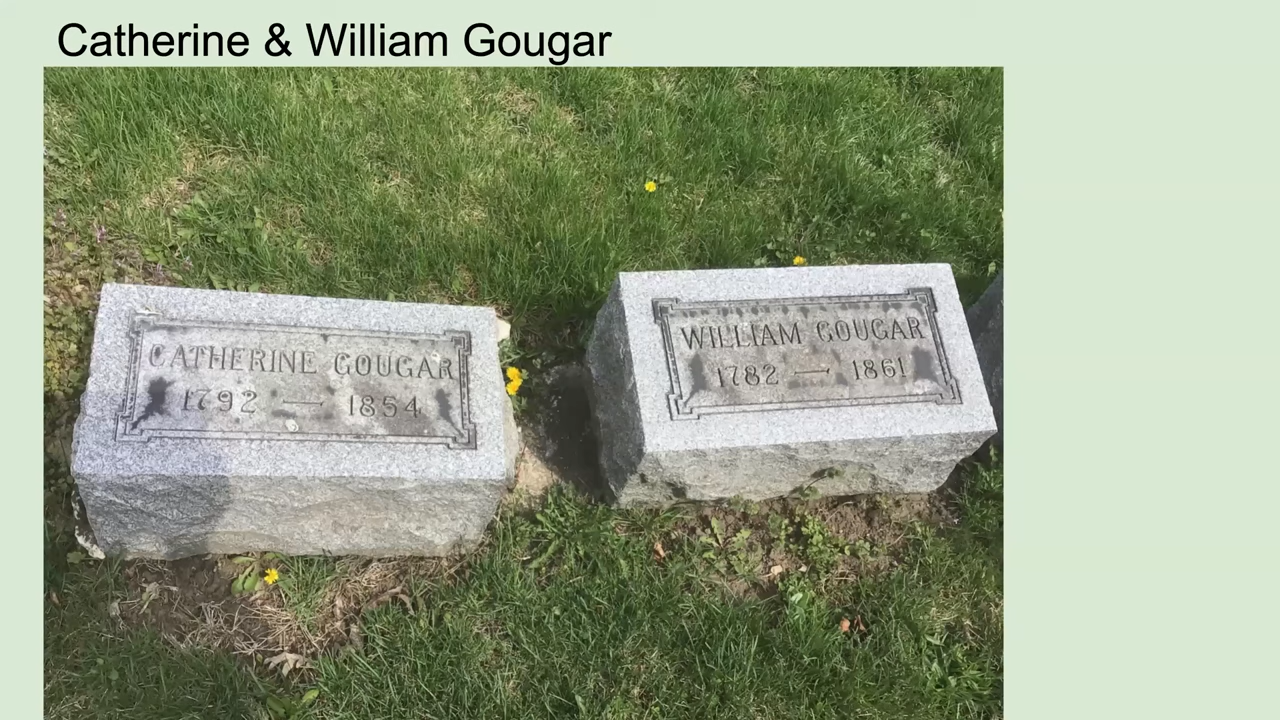 Catherine & William Gougar
CATHERINE GOUGAR
1792 — 1854
WILLIAM GOUGAR
1782 — 1861